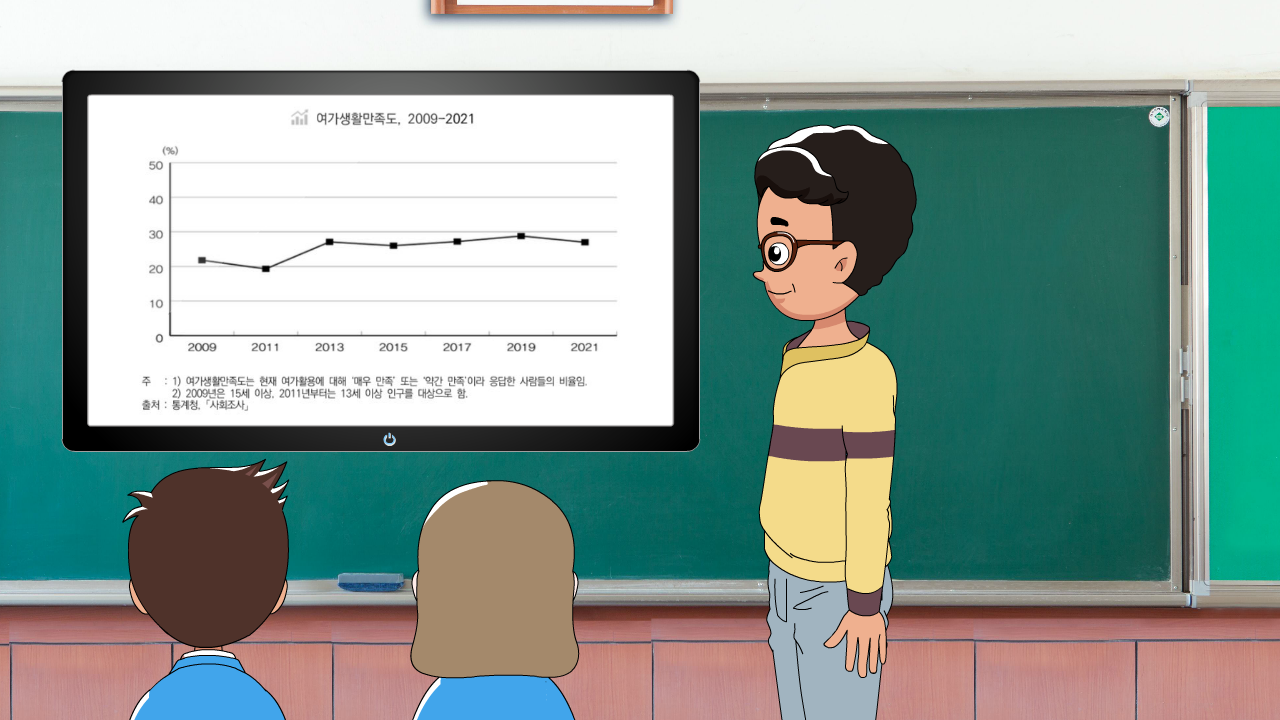 여가생활만족도, 2009-2021
(%)
50
40
30
20
10
0
2009 2011 2013 2015 2017 2019 2021
주 : 1) 여가생활만족도는 현재 여가활용에 대해 '매우 만족' 또는 '약간 만족'이라 응답한 사람들의 비율임.
2) 2009년은 15세 이상, 2011년부터는 13세 이상 인구를 대상으로 함.
출처 : 통계청, 「사회조사」